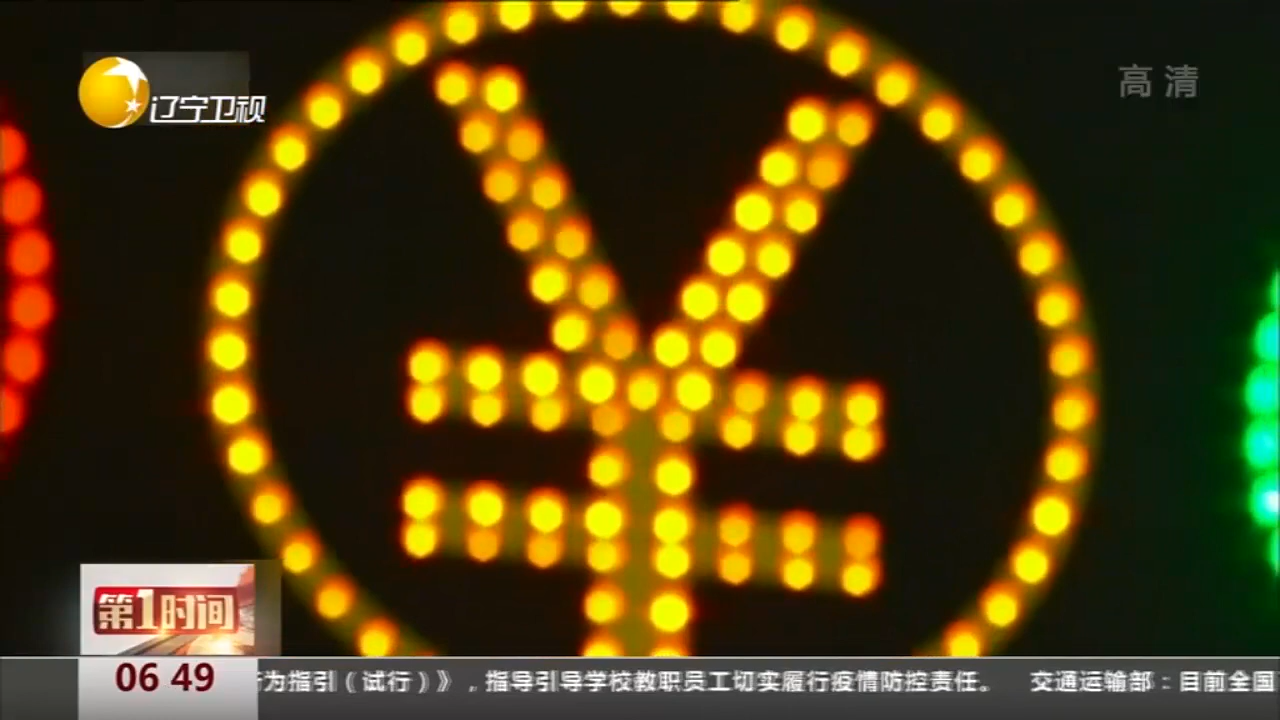 辽宁卫视
高清
¥
第1时间
06 49
为指引（试行）》，指导引导学校教职员工切实履行疫情防控责任。 交通运输部：目前全国